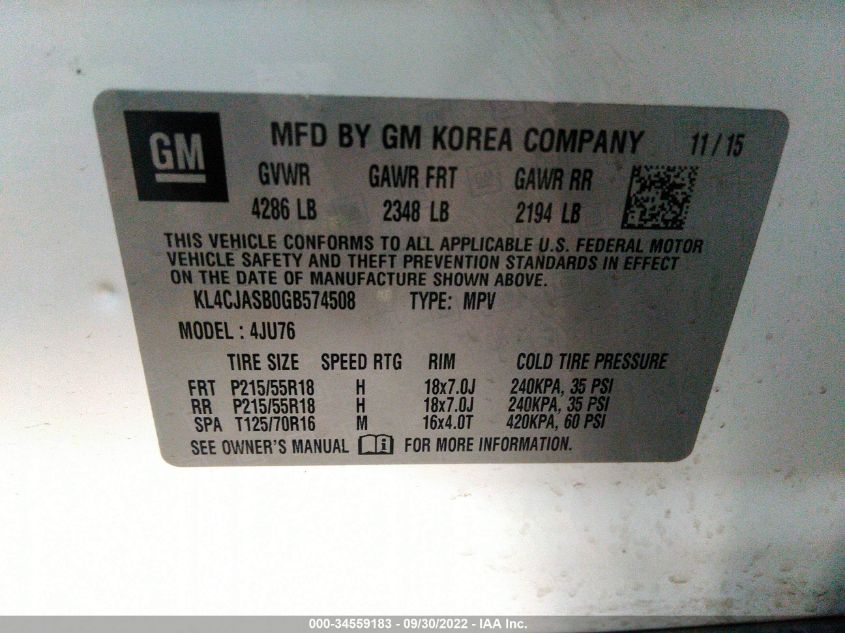 GM
MFD BY GM KOREA COMPANY 11/15
GVWR GAWR FRT GAWR RR
4286 LB 2348 LB 2194 LB
THIS VEHICLE CONFORMS TO ALL APPLICABLE U.S. FEDERAL MOTOR
VEHICLE SAFETY AND THEFT PREVENTION STANDARDS IN EFFECT
ON THE DATE OF MANUFACTURE SHOWN ABOVE.
KL4CJASB0GB574508 TYPE: MPV
MODEL : 4JU76
TIRE SIZE SPEED RTG RIM COLD TIRE PRESSURE
FRT P215/55R18 H 18x7.0J 240KPA, 35 PSI
RR P215/55R18 H 18x7.0J 240KPA, 35 PSI
SPA T125/70R16 M 16x4.0T 420KPA, 60 PSI
SEE OWNER'S MANUAL i FOR MORE INFORMATION.
000-34559183 - 09/30/2022 - IAA Inc.